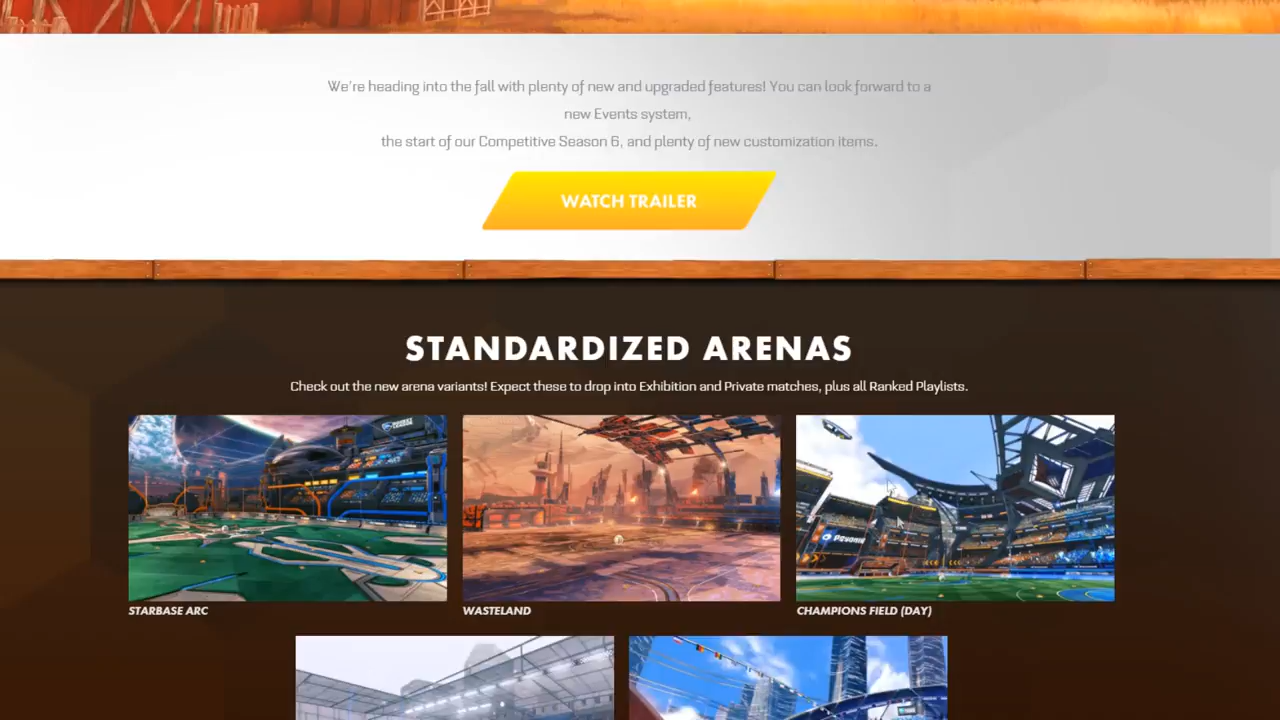 We're heading into the fall with plenty of new and upgraded features! You can look forward to a
new Events system,
the start of our Competitive Season 6, and plenty of new customization items.
WATCH TRAILER
STANDARDIZED ARENAS
Check out the new arena variants! Expect these to drop into Exhibition and Private matches, plus all Ranked Playlists.
STARBASE ARC
WASTELAND
CHAMPIONS FIELD (DAY)